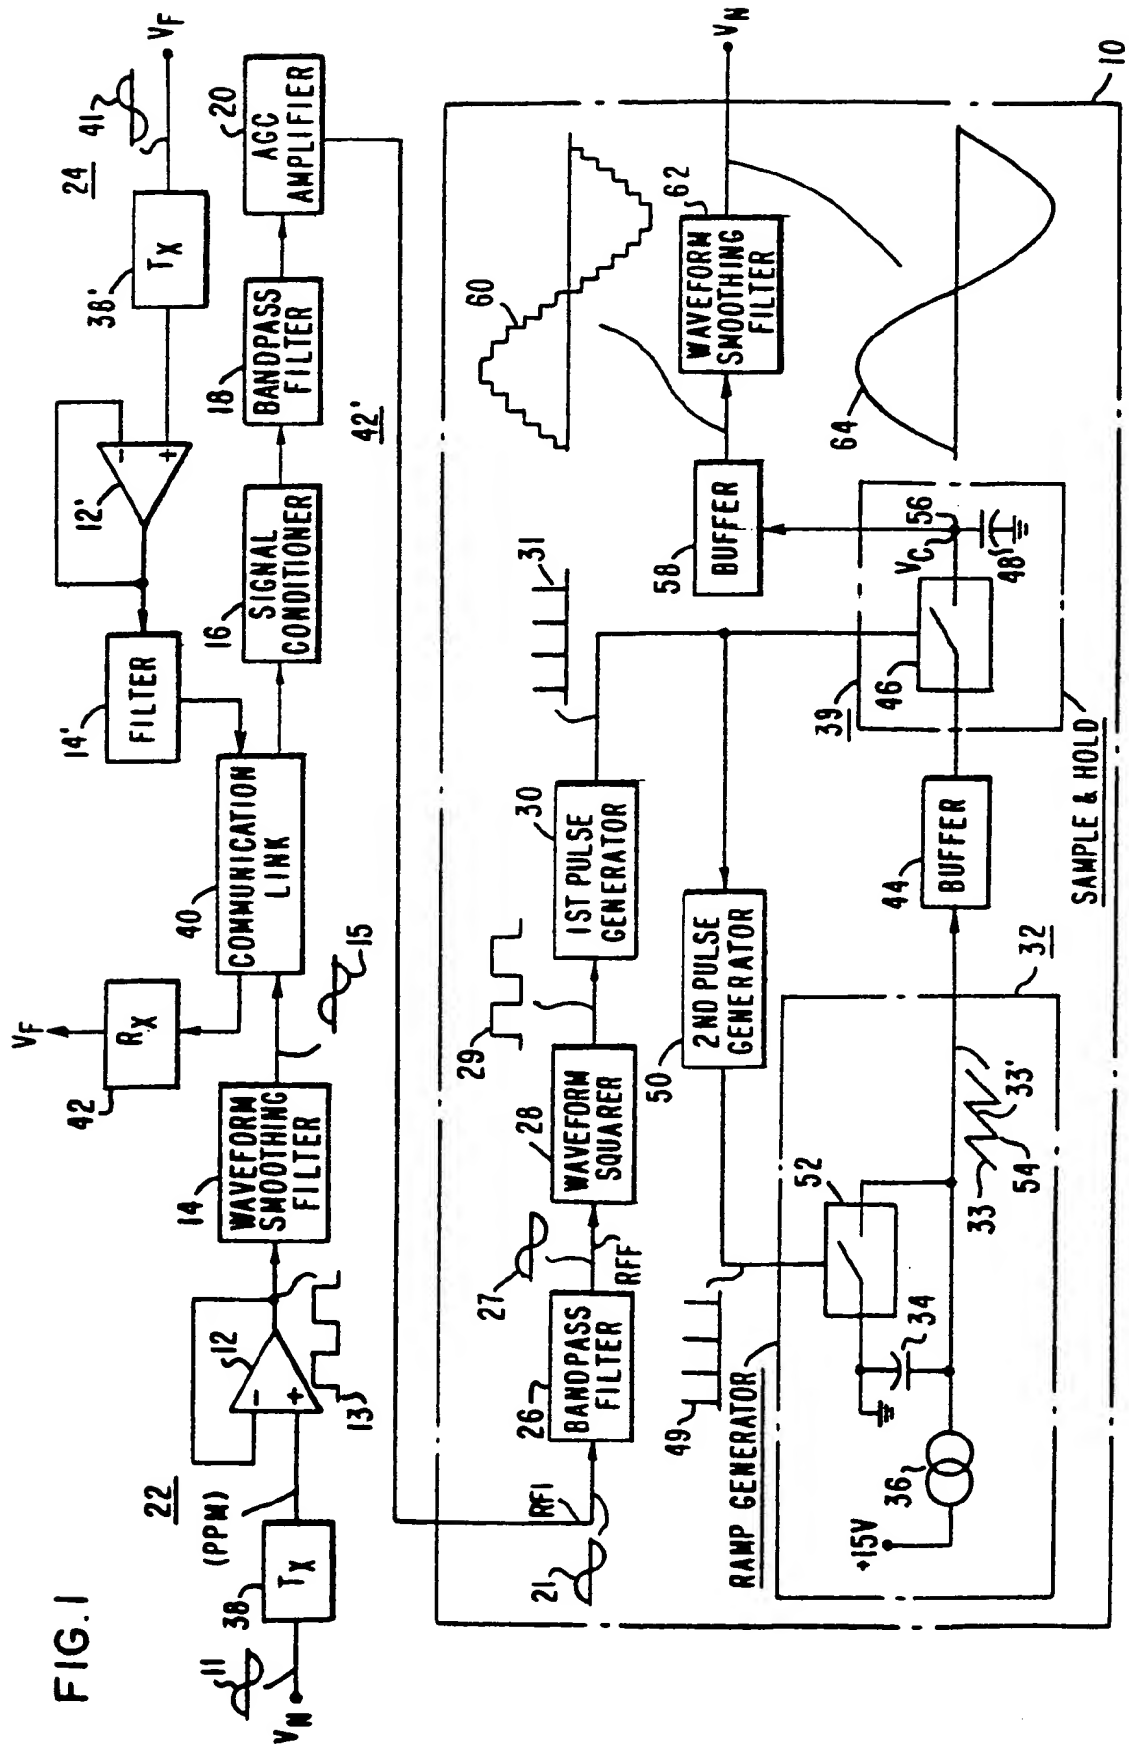 FIG.1
V_N
11
38
T_X
(PPM)
22
12
-
+
13
14
WAVEFORM
SMOOTHING
FILTER
15
V_F
42
R_X
40
COMMUNICATION
LINK
14'
FILTER
12'
-
+
38'
T_X
24
41
V_F
16
SIGNAL
CONDITIONER
18
BANDPASS
FILTER
20
AGC
AMPLIFIER
42'
21
RFI
26
BANDPASS
FILTER
27
RFF
28
WAVEFORM
SQUARER
29
1ST PULSE
GENERATOR
30
31
58
BUFFER
60
WAVEFORM
SMOOTHING
FILTER
62
V_N
64
10
49
50
2ND PULSE
GENERATOR
RAMP GENERATOR
+15V
36
34
52
33
54
33'
32
44
BUFFER
39
46
V_C
56
48
SAMPLE & HOLD